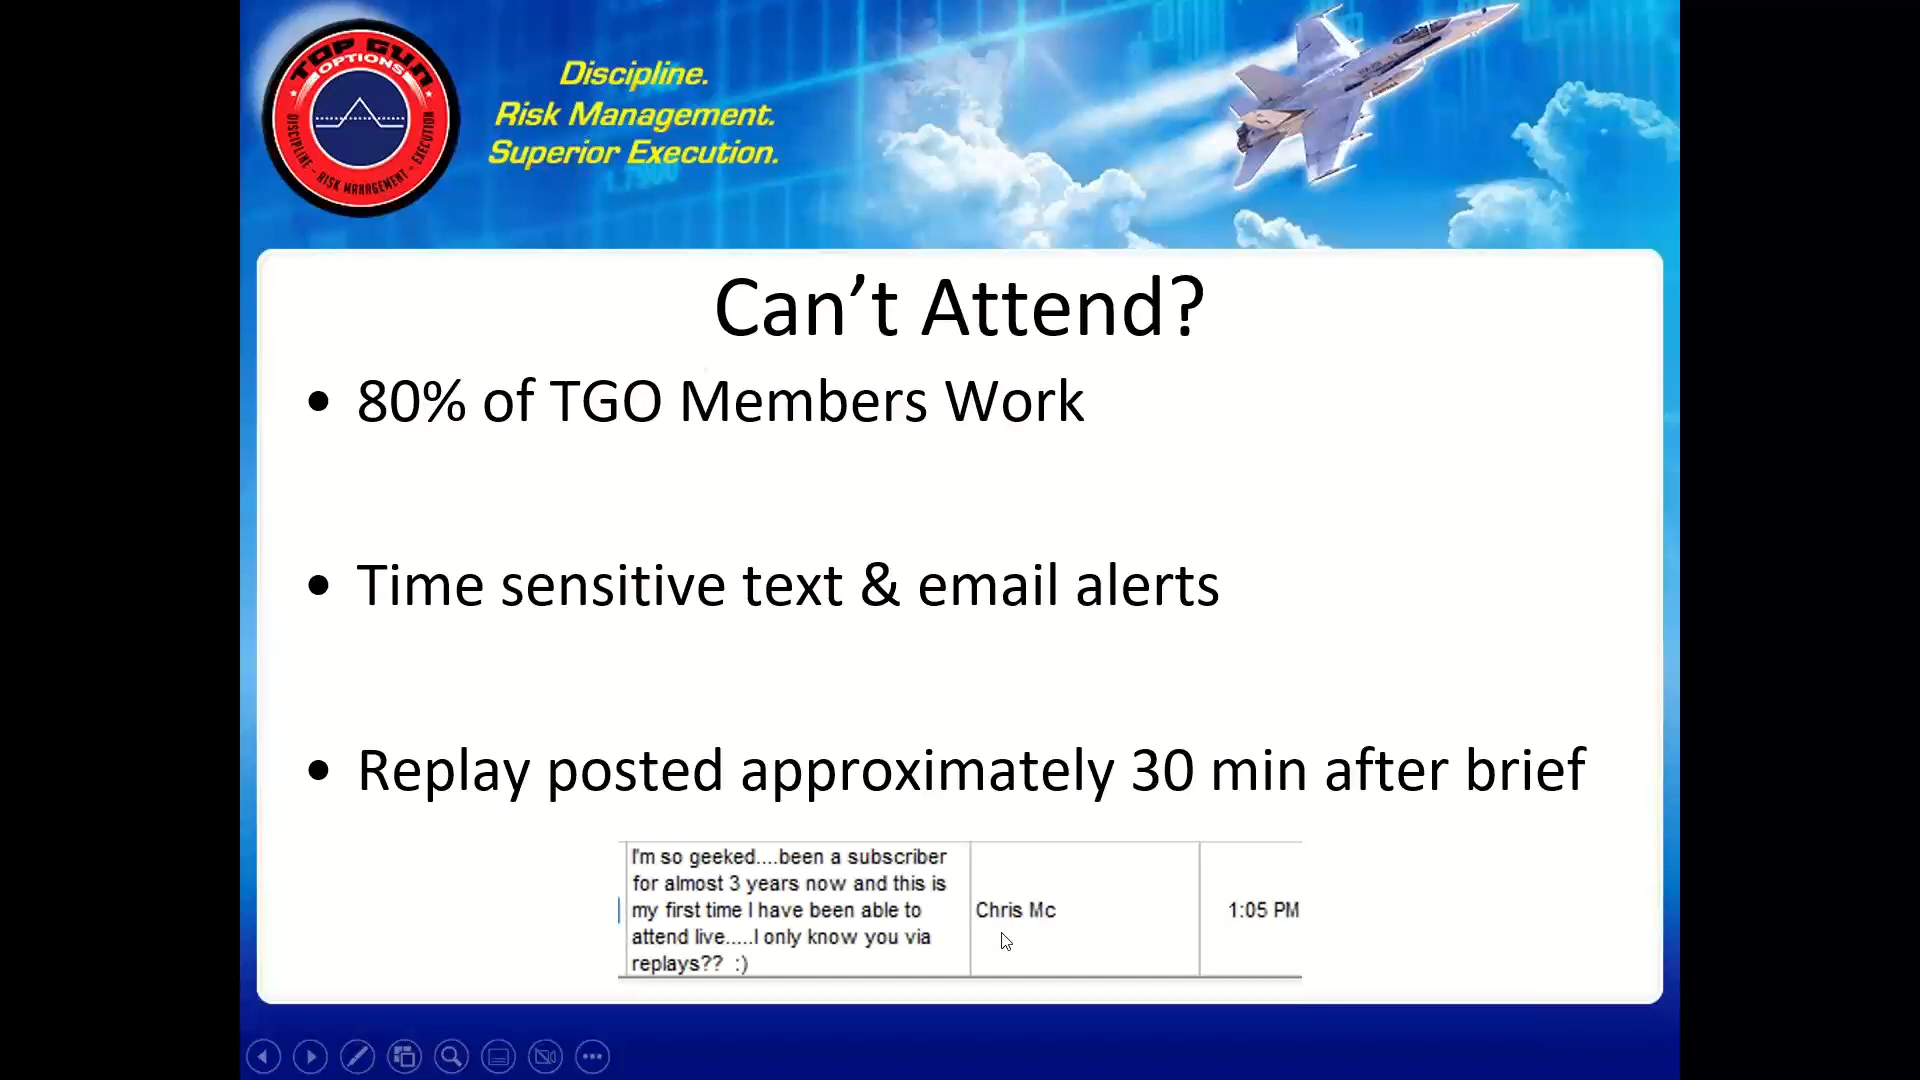 TOP GUN
OPTIONS
DISCIPLINE - RISK MANAGEMENT - EXECUTION
Discipline.
Risk Management.
Superior Execution.
Can’t Attend?
• 80% of TGO Members Work
• Time sensitive text & email alerts
• Replay posted approximately 30 min after brief
I'm so geeked....been a subscriber
for almost 3 years now and this is
my first time I have been able to
attend live.....I only know you via
replays?? :)
Chris Mc
1:05 PM